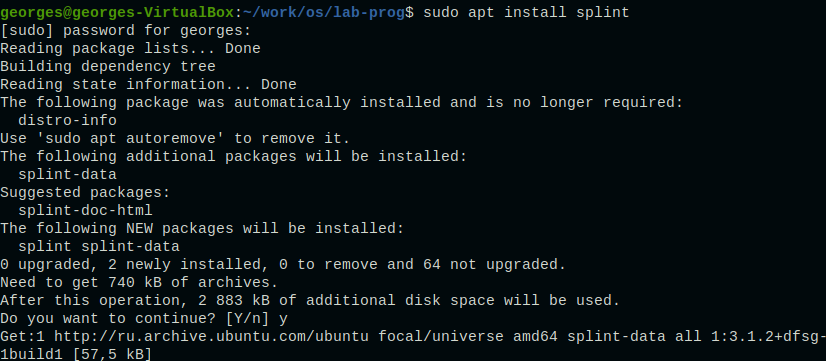 georges@georges-VirtualBox:~/work/os/lab-prog$ sudo apt install splint
[sudo] password for georges:
Reading package lists... Done
Building dependency tree
Reading state information... Done
The following package was automatically installed and is no longer required:
  distro-info
Use 'sudo apt autoremove' to remove it.
The following additional packages will be installed:
  splint-data
Suggested packages:
  splint-doc-html
The following NEW packages will be installed:
  splint splint-data
0 upgraded, 2 newly installed, 0 to remove and 64 not upgraded.
Need to get 740 kB of archives.
After this operation, 2 883 kB of additional disk space will be used.
Do you want to continue? [Y/n] y
Get:1 http://ru.archive.ubuntu.com/ubuntu focal/universe amd64 splint-data all 1:3.1.2+dfsg-
1build1 [57,5 kB]